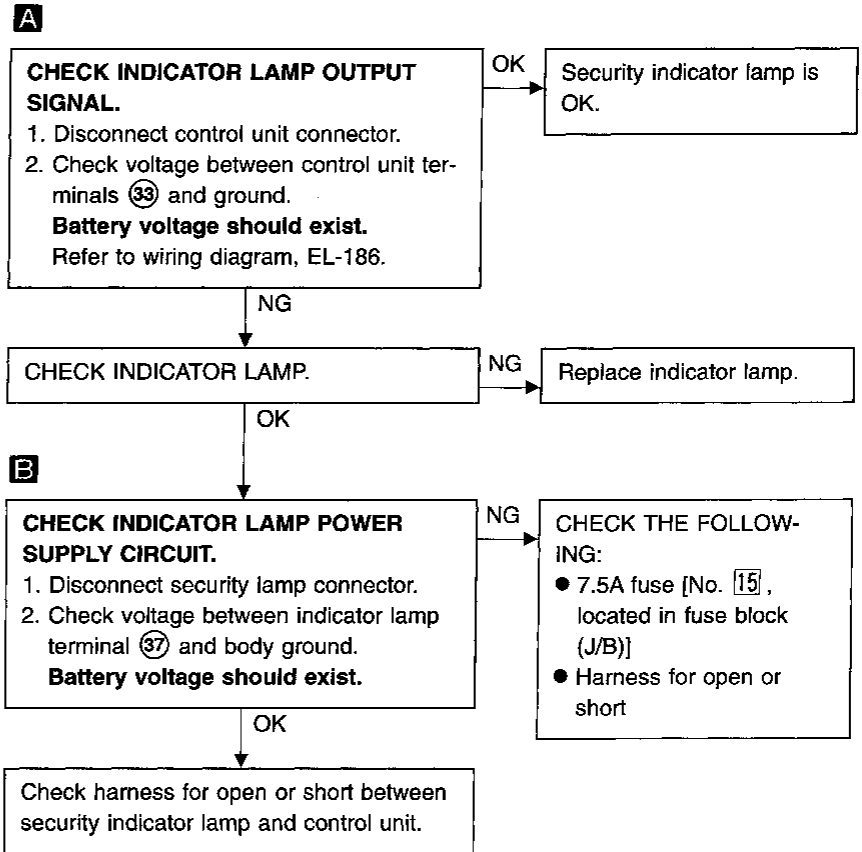 A
CHECK INDICATOR LAMP OUTPUT
SIGNAL.
1. Disconnect control unit connector.
2. Check voltage between control unit ter-
minals 33 and ground.
Battery voltage should exist.
Refer to wiring diagram, EL-186.
OK
Security indicator lamp is
OK.
NG
CHECK INDICATOR LAMP.
NG
Replace indicator lamp.
OK
B
CHECK INDICATOR LAMP POWER
SUPPLY CIRCUIT.
1. Disconnect security lamp connector.
2. Check voltage between indicator lamp
terminal 37 and body ground.
Battery voltage should exist.
NG
CHECK THE FOLLOW-
ING:
● 7.5A fuse [No. 15,
located in fuse block
(J/B)]
● Harness for open or
short
OK
Check harness for open or short between
security indicator lamp and control unit.